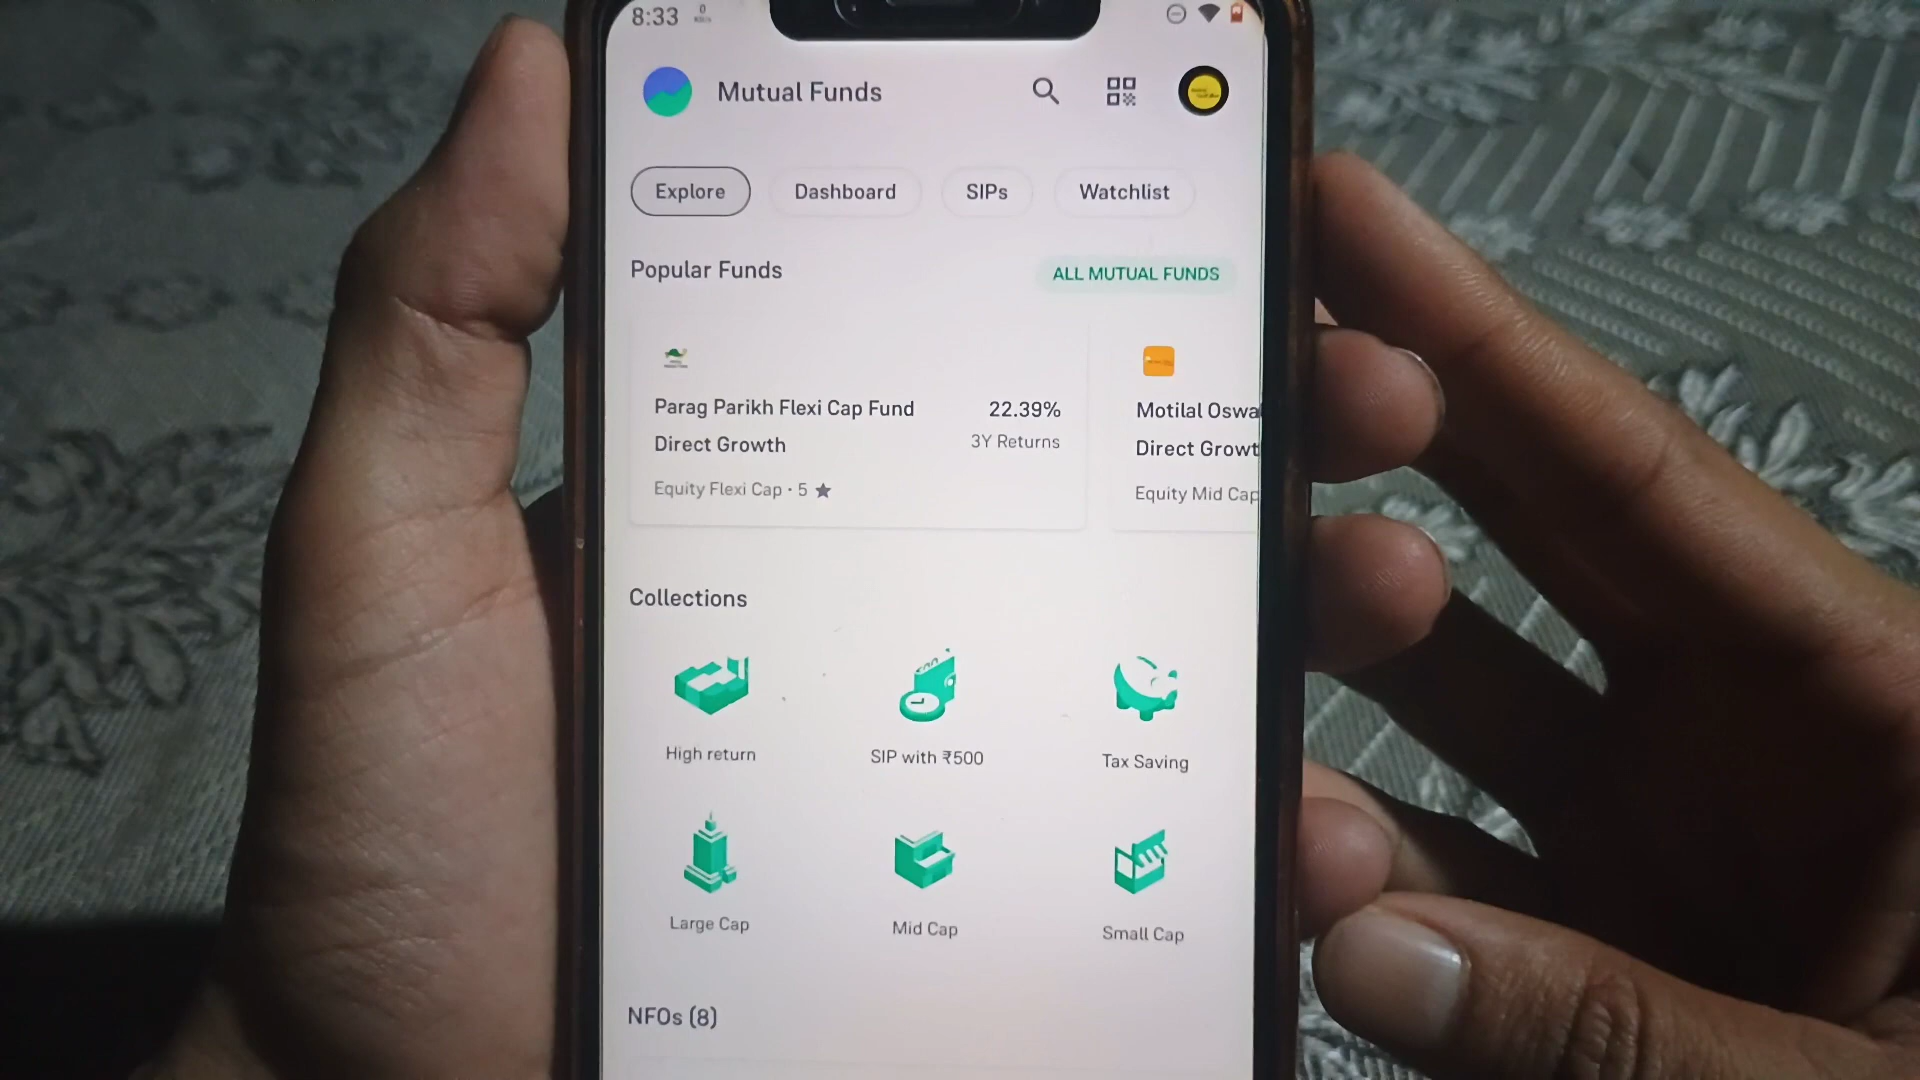 8:33
Mutual Funds
Explore
Dashboard
SIPs
Watchlist
Popular Funds
ALL MUTUAL FUNDS
Parag Parikh Flexi Cap Fund
Direct Growth
22.39%
3Y Returns
Equity Flexi Cap · 5 ★
Motilal Oswa
Direct Growt
Equity Mid Cap
Collections
High return
SIP with ₹500
Tax Saving
Large Cap
Mid Cap
Small Cap
NFOs (8)